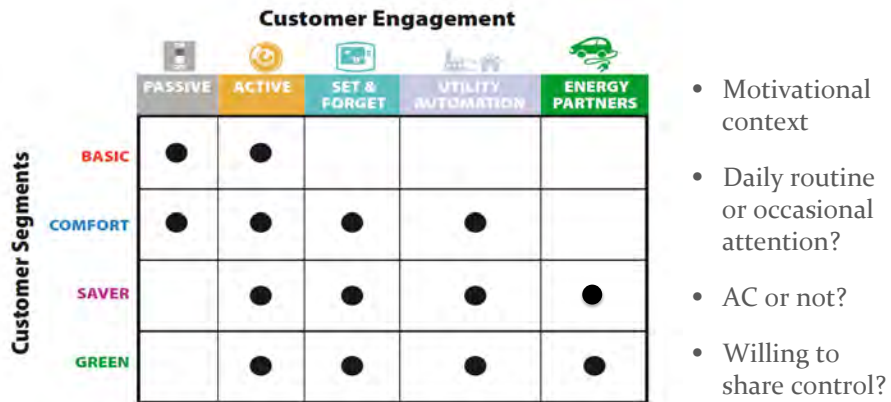 Customer Engagement
PASSIVE
ACTIVE
SET &
FORGET
UTILITY
AUTOMATION
ENERGY
PARTNERS
Customer Segments
BASIC
COMFORT
SAVER
GREEN
• Motivational
context
• Daily routine
or occasional
attention?
• AC or not?
• Willing to
share control?